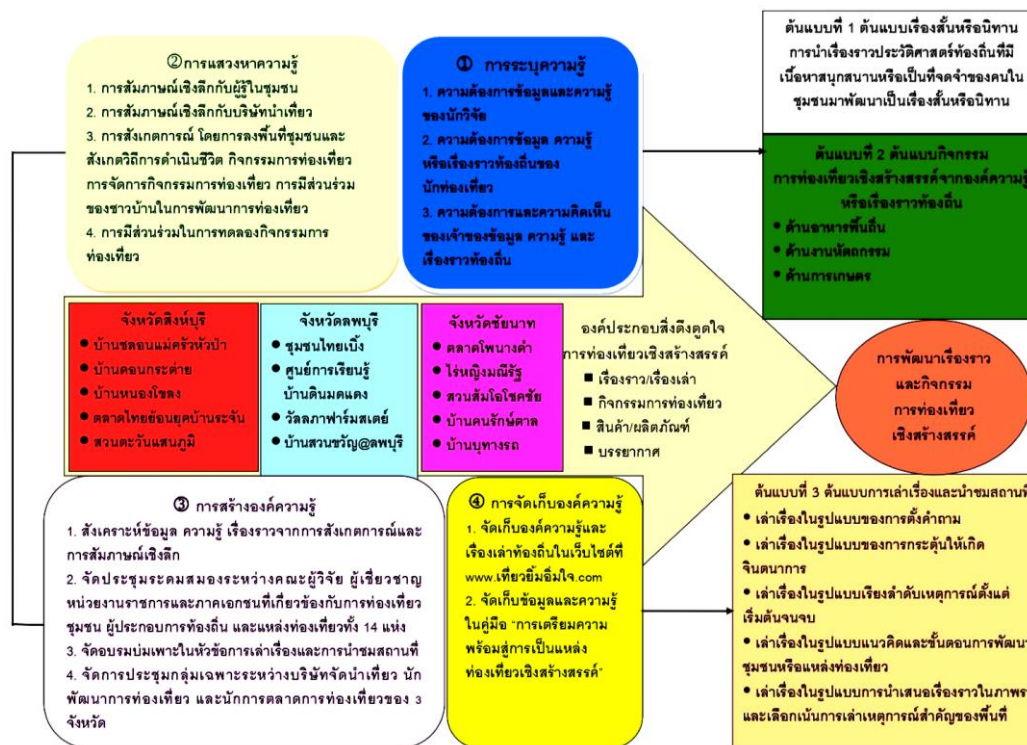 ② การแสวงหาความรู้
1. การสัมภาษณ์เชิงลึกกับผู้รู้ในชุมชน
2. การสัมภาษณ์เชิงลึกกับบริษัทนำเที่ยว
3. การสังเกตการณ์ โดยการลงพื้นที่ชุมชนและ
สังเกตวิถีการดำเนินชีวิต กิจกรรมการท่องเที่ยว
การจัดการกิจกรรมการท่องเที่ยว การมีส่วนร่วม
ของชาวบ้านในการพัฒนาการท่องเที่ยว
4. การมีส่วนร่วมในการทดลองกิจกรรมการ
ท่องเที่ยว
① การระบุความรู้
1. ความต้องการข้อมูลและความรู้
ของนักวิจัย
2. ความต้องการข้อมูล ความรู้
หรือเรื่องราวท้องถิ่นของ
นักท่องเที่ยว
3. ความต้องการและความคิดเห็น
ของเจ้าของข้อมูล ความรู้ และ
เรื่องราวท้องถิ่น
ต้นแบบที่ 1 ต้นแบบเรื่องสั้นหรือนิทาน
การนำเรื่องราวประวัติศาสตร์ท้องถิ่นที่มี
เนื้อหาสนุกสนานหรือเป็นที่จดจำของคนใน
ชุมชนมาพัฒนาเป็นเรื่องสั้นหรือนิทาน
ต้นแบบที่ 2 ต้นแบบกิจกรรม
การท่องเที่ยวเชิงสร้างสรรค์จากองค์ความรู้
หรือเรื่องราวท้องถิ่น
● ด้านอาหารพื้นถิ่น
● ด้านงานหัตถกรรม
● ด้านการเกษตร
จังหวัดสิงห์บุรี
● บ้านชลอนแม่ครัวหัวป่า
● บ้านดอนกระต่าย
● บ้านหนองโขลง
● ตลาดไทยย้อนยุคบ้านระจัน
● สวนตะวันแสนภูมิ
จังหวัดลพบุรี
● ชุมชนไทยเบิ้ง
● ศูนย์การเรียนรู้
บ้านดินมดแดง
● วัลลภาฟาร์มสเตย์
● บ้านสวนขวัญ@ลพบุรี
จังหวัดชัยนาท
● ตลาดโพนางดำ
● ไร่หญิงมณีรัฐ
● สวนส้มโอโชคชัย
● บ้านคนรักษ์ตาล
● บ้านบุทางรถ
องค์ประกอบสิ่งดึงดูดใจ
การท่องเที่ยวเชิงสร้างสรรค์
■ เรื่องราว/เรื่องเล่า
■ กิจกรรมการท่องเที่ยว
■ สินค้า/ผลิตภัณฑ์
■ บรรยากาศ
การพัฒนาเรื่องราว
และกิจกรรม
การท่องเที่ยว
เชิงสร้างสรรค์
③ การสร้างองค์ความรู้
1. สังเคราะห์ข้อมูล ความรู้ เรื่องราวจากการสังเกตการณ์และ
การสัมภาษณ์เชิงลึก
2. จัดประชุมระดมสมองระหว่างคณะผู้วิจัย ผู้เชี่ยวชาญ
หน่วยงานราชการและภาคเอกชนที่เกี่ยวข้องกับการท่องเที่ยว
ชุมชน ผู้ประกอบการท้องถิ่น และแหล่งท่องเที่ยวทั้ง 14 แห่ง
3. จัดอบรมบ่มเพาะในหัวข้อการเล่าเรื่องและการนำชมสถานที่
4. จัดการประชุมกลุ่มเฉพาะระหว่างบริษัทจัดนำเที่ยว นัก
พัฒนาการท่องเที่ยว และนักการตลาดการท่องเที่ยวของ 3
จังหวัด
④ การจัดเก็บองค์ความรู้
1. จัดเก็บองค์ความรู้และ
เรื่องเล่าท้องถิ่นในเว็บไซต์ที่
www.เที่ยวยิ้มอิ่มใจ.com
2. จัดเก็บข้อมูลและความรู้
ในคู่มือ "การเตรียมความ
พร้อมสู่การเป็นแหล่ง
ท่องเที่ยวเชิงสร้างสรรค์"
ต้นแบบที่ 3 ต้นแบบการเล่าเรื่องและนำชมสถานที่
● เล่าเรื่องในรูปแบบของการตั้งคำถาม
● เล่าเรื่องในรูปแบบของการกระตุ้นให้เกิด
จินตนาการ
● เล่าเรื่องในรูปแบบเรียงลำดับเหตุการณ์ตั้งแต่
เริ่มต้นจนจบ
● เล่าเรื่องในรูปแบบแนวคิดและขั้นตอนการพัฒนา
ชุมชนหรือแหล่งท่องเที่ยว
● เล่าเรื่องในรูปแบบการนำเสนอเรื่องราวในภาพร
และเลือกเน้นการเล่าเหตุการณ์สำคัญของพื้นที่